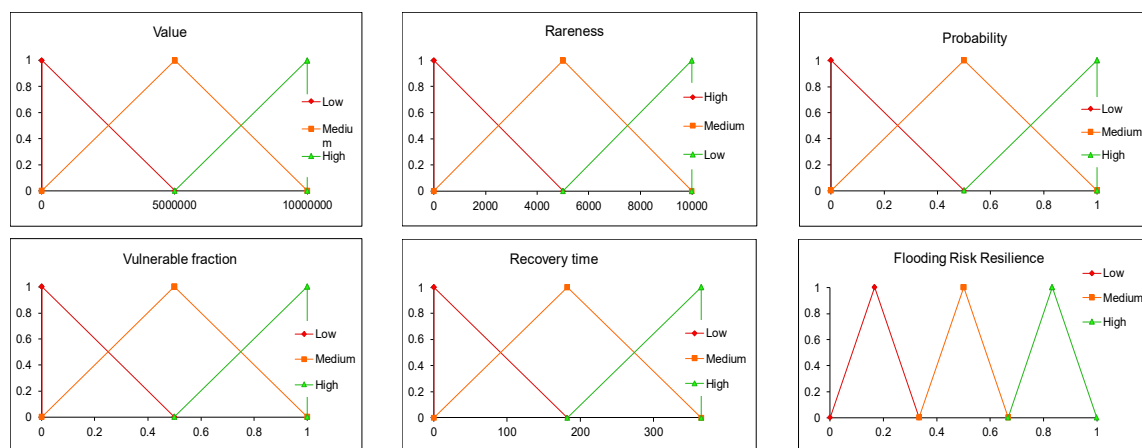 Value
1
0.8
0.6
0.4
0.2
0
0
5000000
10000000
Low
Mediu
m
High
Rareness
1
0.8
0.6
0.4
0.2
0
0
2000
4000
6000
8000
10000
High
Medium
Low
Probability
1
0.8
0.6
0.4
0.2
0
0
0.2
0.4
0.6
0.8
1
Low
Medium
High
Vulnerable fraction
1
0.8
0.6
0.4
0.2
0
0
0.2
0.4
0.6
0.8
1
Low
Medium
High
Recovery time
1
0.8
0.6
0.4
0.2
0
0
100
200
300
Low
Medium
High
Flooding Risk Resilience
1
0.8
0.6
0.4
0.2
0
0
0.2
0.4
0.6
0.8
1
Low
Medium
High